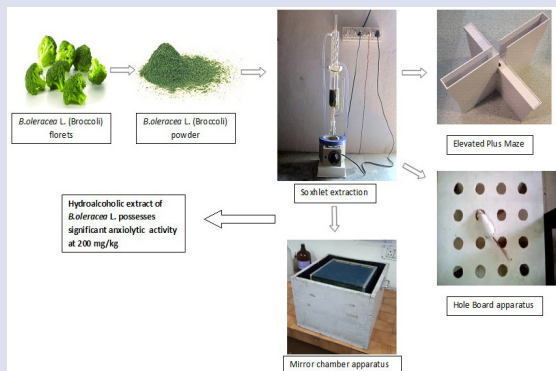 B.oleracea L. (Broccoli)
florets
B.oleracea L. (Broccoli)
powder
Soxhlet extraction
Elevated Plus Maze
Hydroalcoholic extract of
B.oleracea L. possesses
significant anxiolytic activity
at 200 mg/kg
Hole Board apparatus
Mirror chamber apparatus